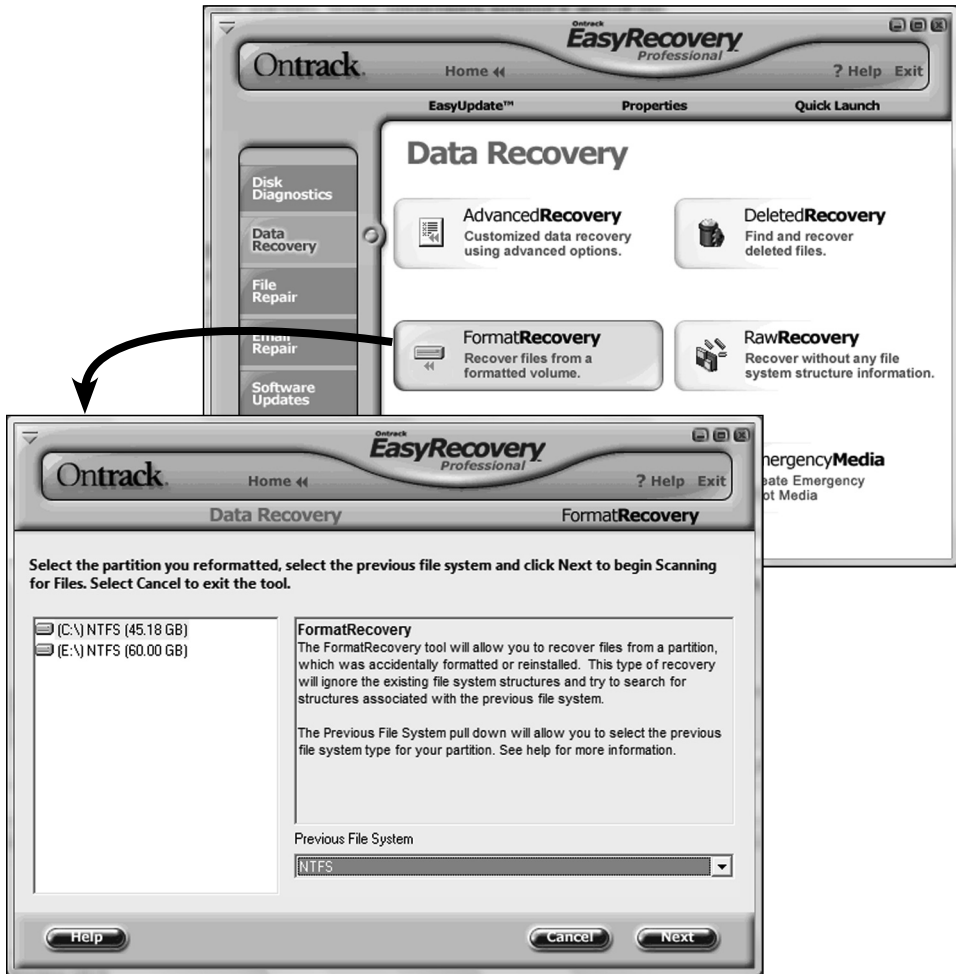 Ontrack
EasyRecovery
Professional
Ontrack.
Home
? Help Exit
EasyUpdate™ Properties Quick Launch
Data Recovery
Disk
Diagnostics
Data
Recovery
File
Repair
Email
Repair
Software
Updates
AdvancedRecovery
Customized data recovery
using advanced options.
DeletedRecovery
Find and recover
deleted files.
FormatRecovery
Recover files from a
formatted volume.
RawRecovery
Recover without any file
system structure information.
hergencyMedia
eate Emergency
ot Media
Ontrack
EasyRecovery
Professional
Ontrack.
Home
? Help Exit
Data Recovery FormatRecovery
Select the partition you reformatted, select the previous file system and click Next to begin Scanning
for Files. Select Cancel to exit the tool.
(C:\) NTFS (45.18 GB)
(E:\) NTFS (60.00 GB)
FormatRecovery
The FormatRecovery tool will allow you to recover files from a partition,
which was accidentally formatted or reinstalled. This type of recovery
will ignore the existing file system structures and try to search for
structures associated with the previous file system.
The Previous File System pull down will allow you to select the previous
file system type for your partition. See help for more information.
Previous File System
NTFS
Help Cancel Next